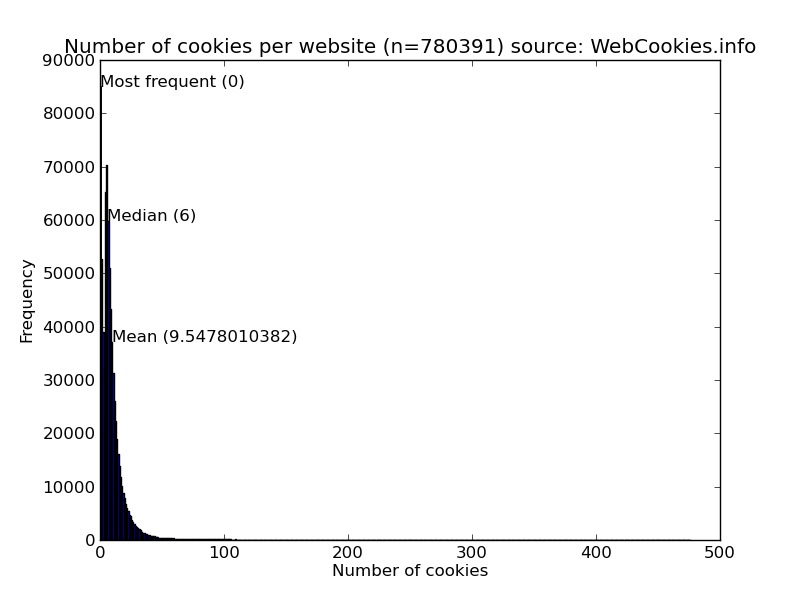 Number of cookies per website (n=780391) source: WebCookies.info
90000
Most frequent (0)
80000
70000
60000
Median (6)
50000
40000
Mean (9.5478010382)
30000
20000
10000
0
Frequency
0 100 200 300 400 500
Number of cookies